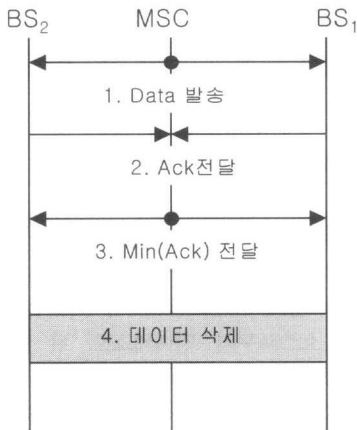 BS₂ MSC BS₁
1. Data 발송
2. Ack전달
3. Min(Ack) 전달
4. 데이터 삭제